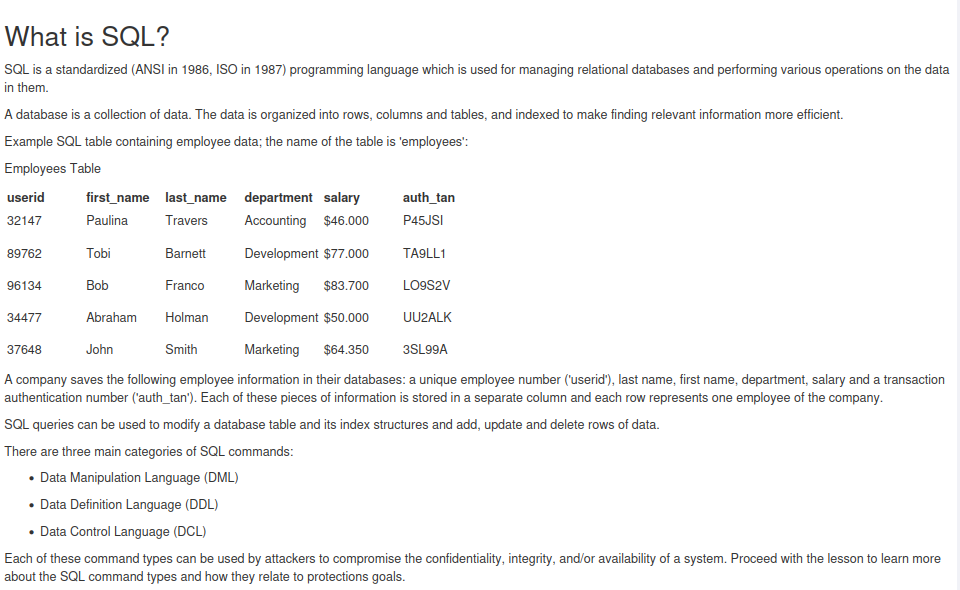 What is SQL?
SQL is a standardized (ANSI in 1986, ISO in 1987) programming language which is used for managing relational databases and performing various operations on the data
in them.
A database is a collection of data. The data is organized into rows, columns and tables, and indexed to make finding relevant information more efficient.
Example SQL table containing employee data; the name of the table is 'employees':
Employees Table
userid first_name last_name department salary auth_tan
32147 Paulina Travers Accounting $46.000 P45JSI
89762 Tobi Barnett Development $77.000 TA9LL1
96134 Bob Franco Marketing $83.700 LO9S2V
34477 Abraham Holman Development $50.000 UU2ALK
37648 John Smith Marketing $64.350 3SL99A
A company saves the following employee information in their databases: a unique employee number ('userid'), last name, first name, department, salary and a transaction
authentication number ('auth_tan'). Each of these pieces of information is stored in a separate column and each row represents one employee of the company.
SQL queries can be used to modify a database table and its index structures and add, update and delete rows of data.
There are three main categories of SQL commands:
• Data Manipulation Language (DML)
• Data Definition Language (DDL)
• Data Control Language (DCL)
Each of these command types can be used by attackers to compromise the confidentiality, integrity, and/or availability of a system. Proceed with the lesson to learn more
about the SQL command types and how they relate to protections goals.